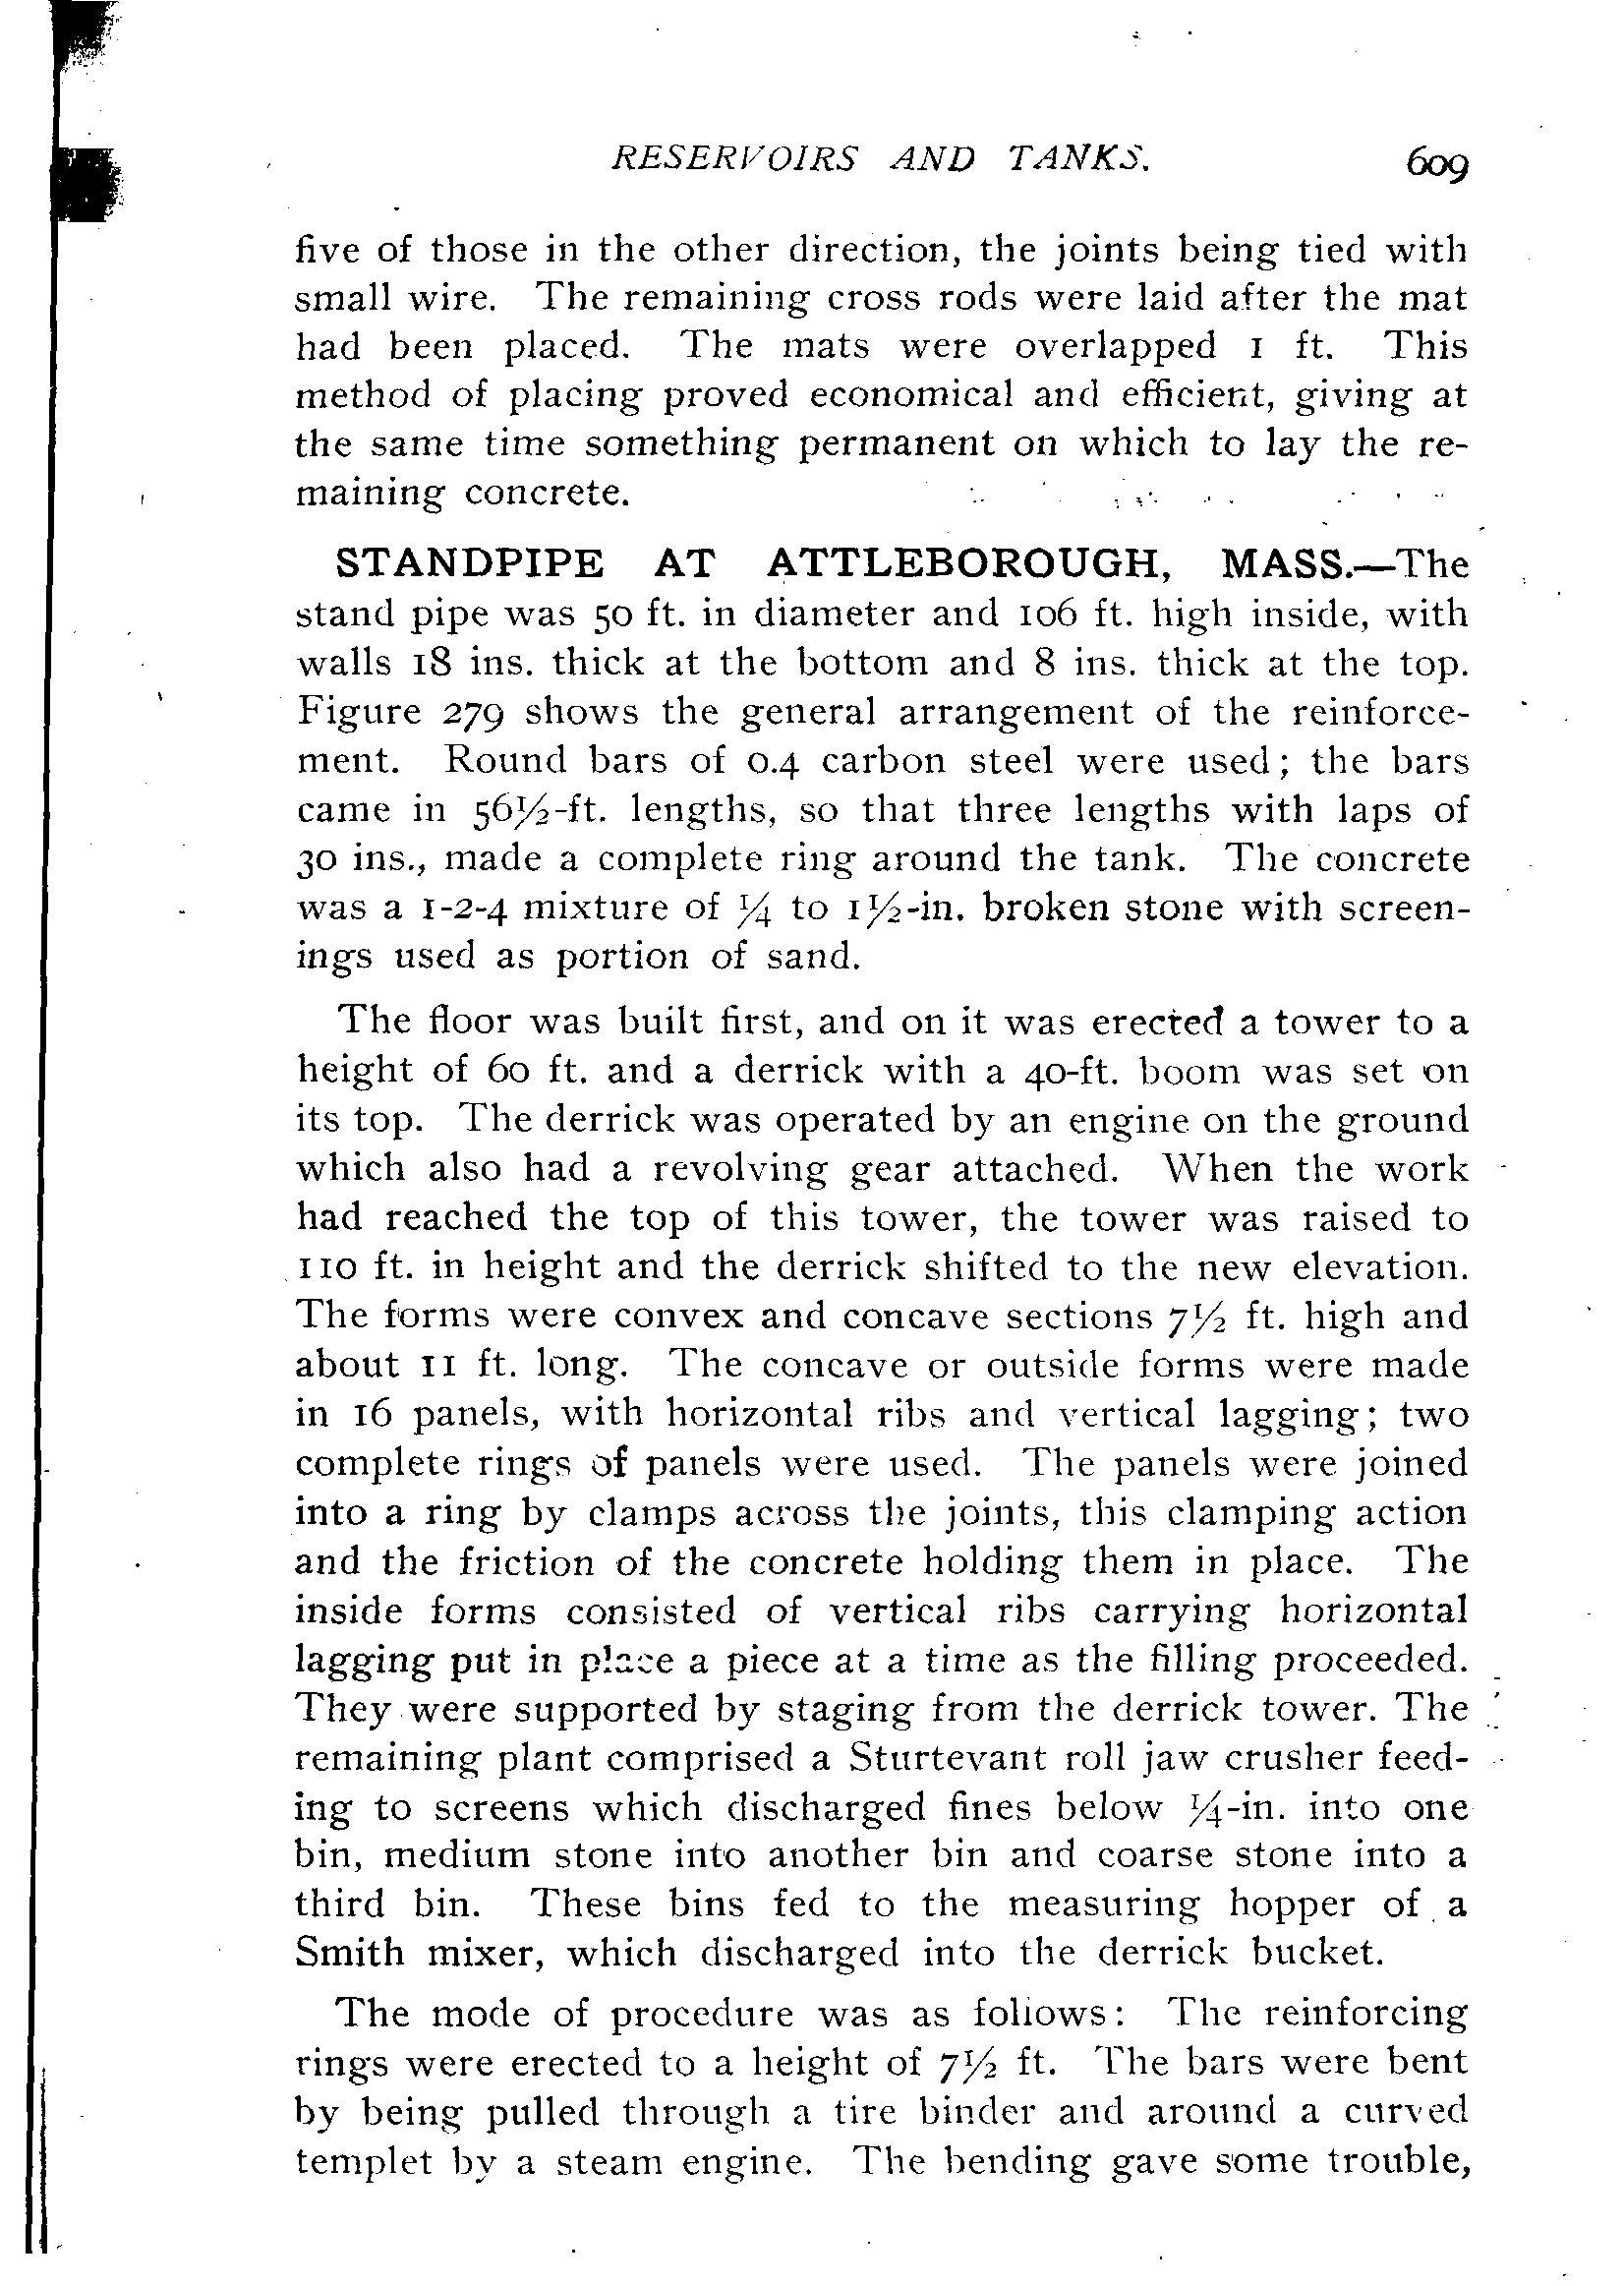 RESERVOIRS AND TANKS. 609
five of those in the other direction, the joints being tied with
small wire. The remaining cross rods were laid after the mat
had been placed. The mats were overlapped 1 ft. This
method of placing proved economical and efficient, giving at
the same time something permanent on which to lay the re-
maining concrete.
STANDPIPE AT ATTLEBOROUGH, MASS.—The
stand pipe was 50 ft. in diameter and 106 ft. high inside, with
walls 18 ins. thick at the bottom and 8 ins. thick at the top.
Figure 279 shows the general arrangement of the reinforce-
ment. Round bars of 0.4 carbon steel were used; the bars
came in 56½-ft. lengths, so that three lengths with laps of
30 ins., made a complete ring around the tank. The concrete
was a 1-2-4 mixture of ¼ to 1½-in. broken stone with screen-
ings used as portion of sand.
The floor was built first, and on it was erected a tower to a
height of 60 ft. and a derrick with a 40-ft. boom was set on
its top. The derrick was operated by an engine on the ground
which also had a revolving gear attached. When the work
had reached the top of this tower, the tower was raised to
110 ft. in height and the derrick shifted to the new elevation.
The forms were convex and concave sections 7½ ft. high and
about 11 ft. long. The concave or outside forms were made
in 16 panels, with horizontal ribs and vertical lagging; two
complete rings of panels were used. The panels were joined
into a ring by clamps across the joints, this clamping action
and the friction of the concrete holding them in place. The
inside forms consisted of vertical ribs carrying horizontal
lagging put in place a piece at a time as the filling proceeded.
They were supported by staging from the derrick tower. The
remaining plant comprised a Sturtevant roll jaw crusher feed-
ing to screens which discharged fines below ¼-in. into one
bin, medium stone into another bin and coarse stone into a
third bin. These bins fed to the measuring hopper of a
Smith mixer, which discharged into the derrick bucket.
The mode of procedure was as follows: The reinforcing
rings were erected to a height of 7½ ft. The bars were bent
by being pulled through a tire binder and around a curved
templet by a steam engine. The bending gave some trouble,